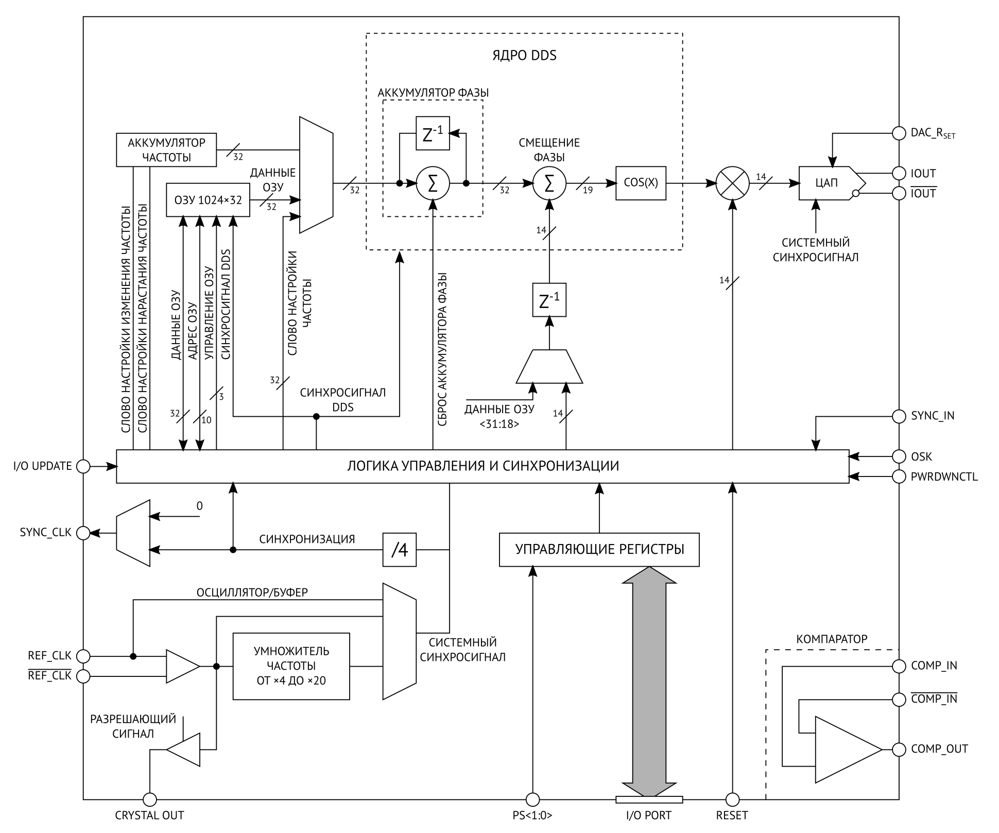 ЯДРО DDS
АККУМУЛЯТОР ФАЗЫ
Z-1
АККУМУЛЯТОР
ЧАСТОТЫ
32
ДАННЫЕ
ОЗУ
ОЗУ 1024×32
32
32
Σ
32
СМЕЩЕНИЕ
ФАЗЫ
Σ
19
COS(X)
14
ЦАП
DAC_RSET
IOUT
IOUT
СИСТЕМНЫЙ
СИНХРОСИГНАЛ
14
14
Z-1
СЛОВО НАСТРОЙКИ ИЗМЕНЕНИЯ ЧАСТОТЫ
СЛОВО НАСТРОЙКИ НАРАСТАНИЯ ЧАСТОТЫ
ДАННЫЕ ОЗУ
АДРЕС ОЗУ
УПРАВЛЕНИЕ ОЗУ
СИНХРОСИГНАЛ DDS
СЛОВО НАСТРОЙКИ
ЧАСТОТЫ
СБРОС АККУМУЛЯТОРА ФАЗЫ
32
10
3
32
СИНХРОСИГНАЛ
DDS
ДАННЫЕ ОЗУ
<31:18>
14
SYNC_IN
OSK
PWRDWNCTL
I/O UPDATE
ЛОГИКА УПРАВЛЕНИЯ И СИНХРОНИЗАЦИИ
0
SYNC_CLK
СИНХРОНИЗАЦИЯ
/4
УПРАВЛЯЮЩИЕ РЕГИСТРЫ
ОСЦИЛЛЯТОР/БУФЕР
REF_CLK
REF_CLK
УМНОЖИТЕЛЬ
ЧАСТОТЫ
ОТ ×4 ДО ×20
СИСТЕМНЫЙ
СИНХРОСИГНАЛ
РАЗРЕШАЮЩИЙ
СИГНАЛ
КОМПАРАТОР
COMP_IN
COMP_IN
COMP_OUT
CRYSTAL OUT
PS<1:0>
I/O PORT
RESET